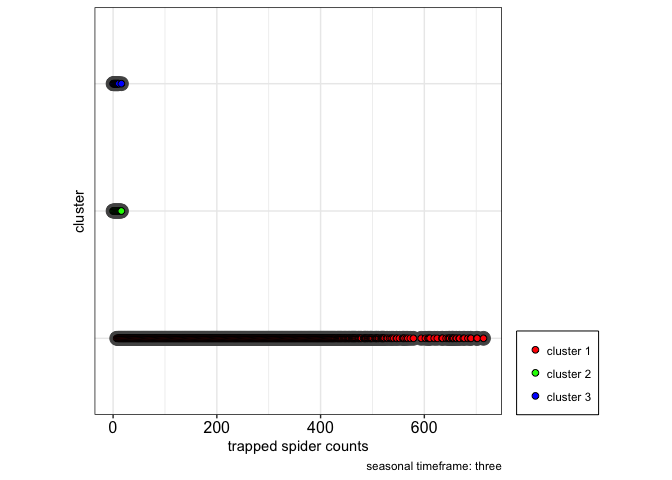 cluster
0 200 400 600
trapped spider counts
seasonal timeframe: three
cluster 1
cluster 2
cluster 3